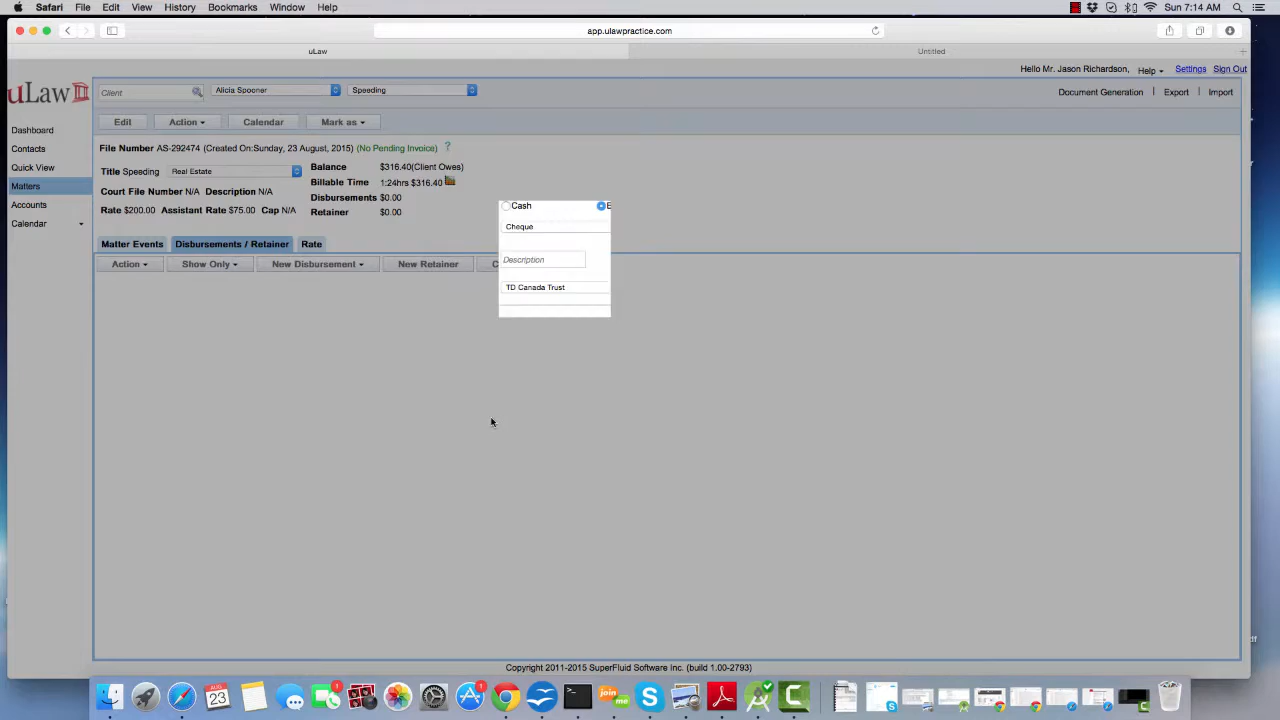 Safari File Edit View History Bookmarks Window Help Sun 7:14 AM
app.ulawpractice.com
uLaw Untitled
Hello Mr. Jason Richardson, Help Settings Sign Out
uLaw Client Alicia Spooner Speeding Document Generation Export Import
Edit Action Calendar Mark as
Dashboard
Contacts
Quick View
Matters
Accounts
Calendar
File Number AS-292474 (Created On:Sunday, 23 August, 2015) (No Pending Invoice) ?
Title Speeding Real Estate
Court File Number N/A Description N/A
Rate $200.00 Assistant Rate $75.00 Cap N/A
Balance $316.40(Client Owes)
Billable Time 1:24hrs $316.40
Disbursements $0.00
Retainer $0.00
Matter Events Disbursements / Retainer Rate
Action Show Only New Disbursement New Retainer C
Cash E
Cheque
Description
TD Canada Trust
Copyright 2011-2015 SuperFluid Software Inc. (build 1.00-2793)
AUG
23
1
1
join
me